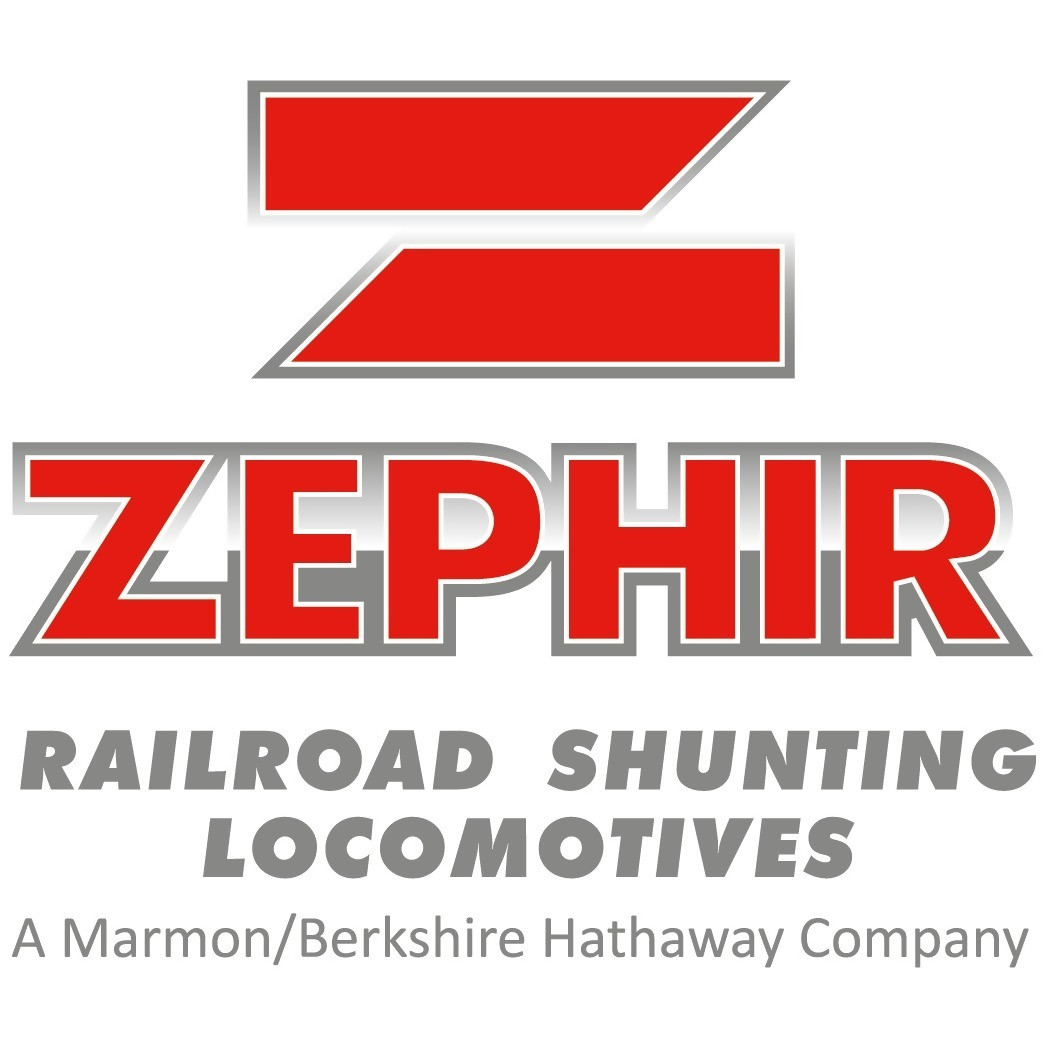 ZEPHIR
RAILROAD SHUNTING
LOCOMOTIVES
A Marmon/Berkshire Hathaway Company